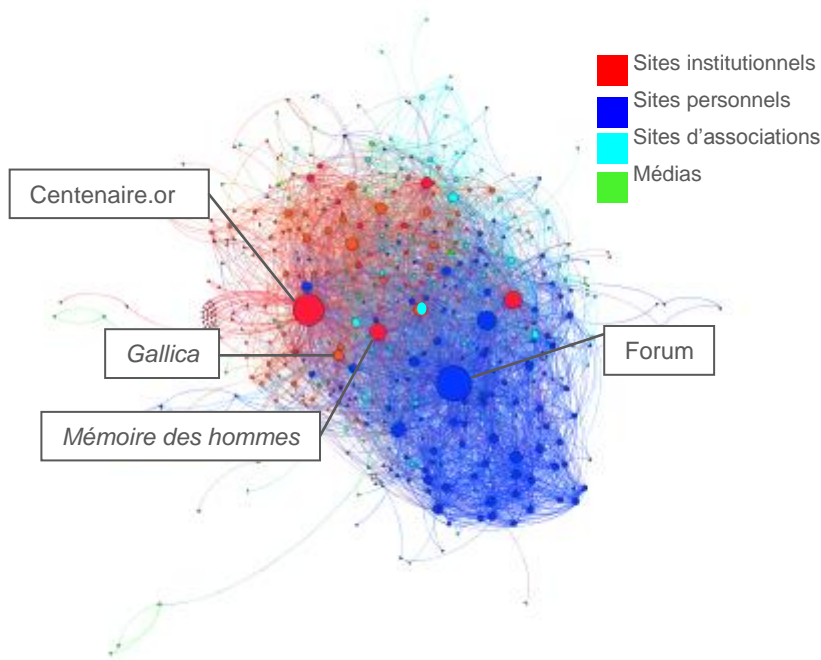 Sites institutionnels
Sites personnels
Sites d'associations
Médias
Centenaire.or
Gallica
Forum
Mémoire des hommes